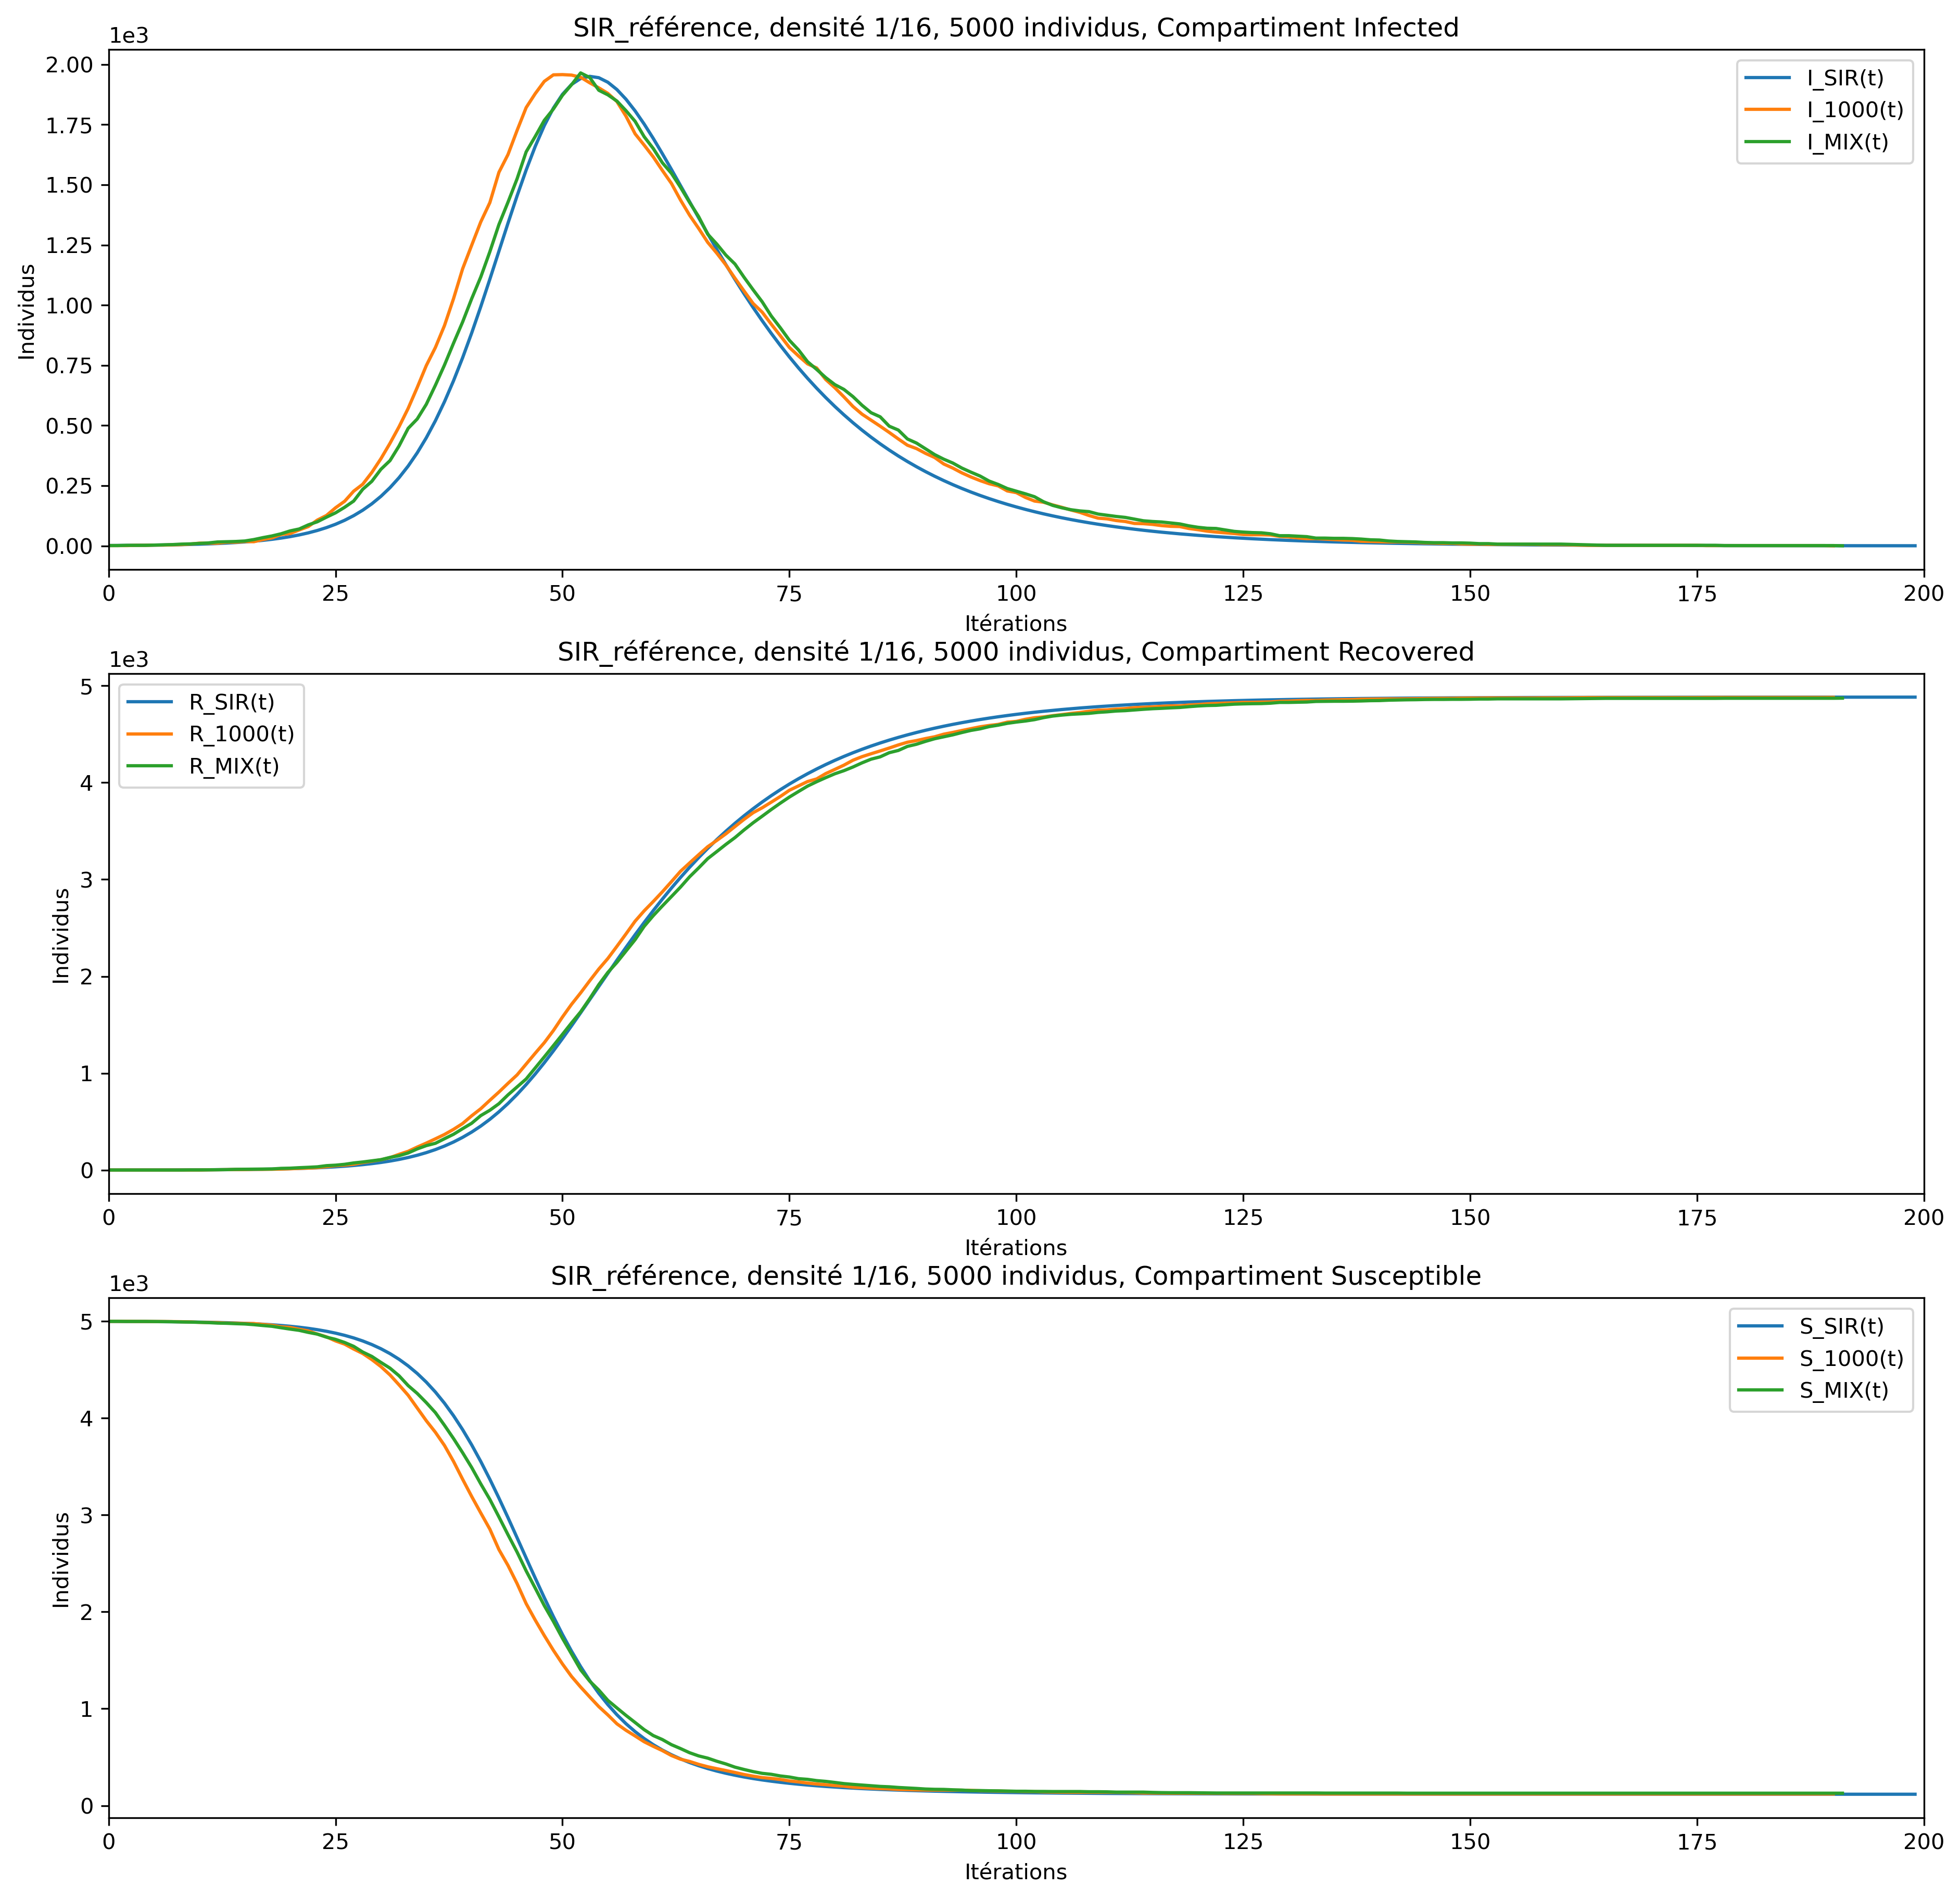 SIR_référence, densité 1/16, 5000 individus, Compartiment Infected
1e3
2.00
1.75
1.50
1.25
1.00
0.75
0.50
0.25
0.00
Individus
I_SIR(t)
I_1000(t)
I_MIX(t)
0 25 50 75 100 125 150 175 200
Itérations
SIR_référence, densité 1/16, 5000 individus, Compartiment Recovered
1e3
5
4
3
2
1
0
Individus
R_SIR(t)
R_1000(t)
R_MIX(t)
0 25 50 75 100 125 150 175 200
Itérations
SIR_référence, densité 1/16, 5000 individus, Compartiment Susceptible
1e3
5
4
3
2
1
0
Individus
S_SIR(t)
S_1000(t)
S_MIX(t)
0 25 50 75 100 125 150 175 200
Itérations